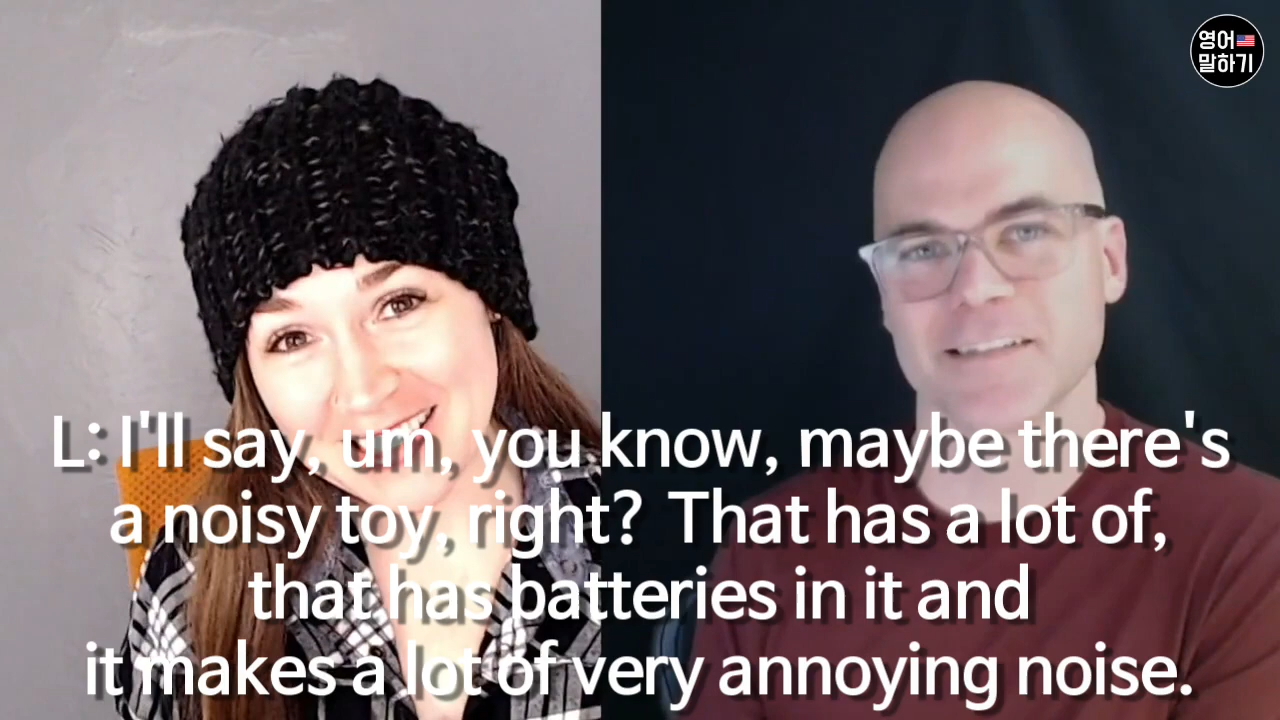 영어
말하기
L: I'll say, um, you know, maybe there's
a noisy toy, right? That has a lot of,
that has batteries in it and
it makes a lot of very annoying noise.